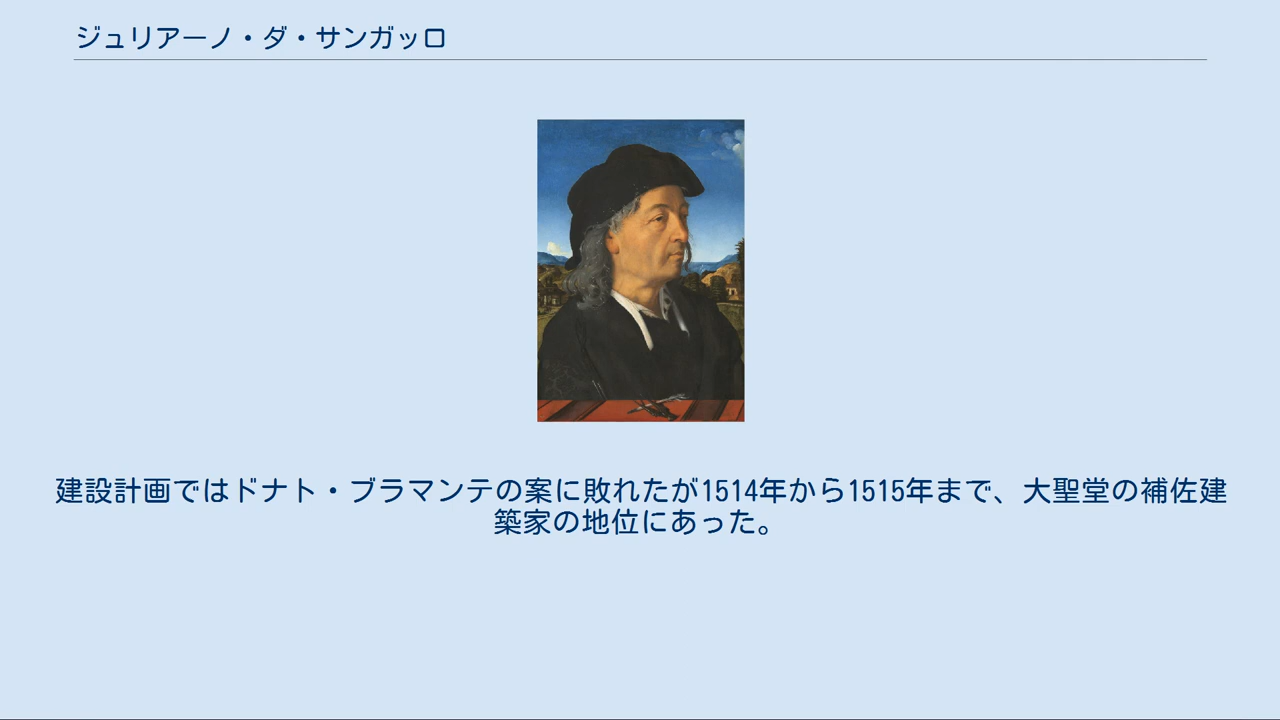 ジュリアーノ・ダ・サンガッロ
建設計画ではドナト・ブラマンテの案に敗れたが1514年から1515年まで、大聖堂の補佐建
築家の地位にあった。